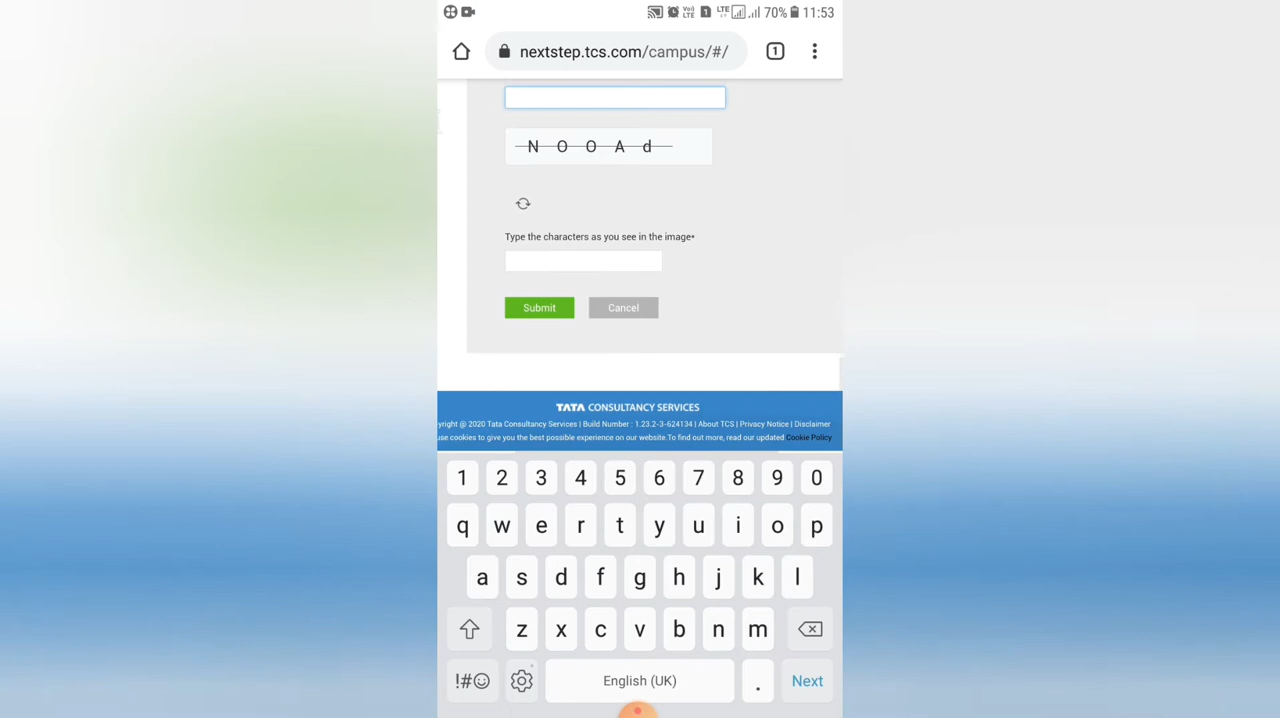 LTE 70% 11:53
nextstep.tcs.com/campus/#/ 1
N O O A d
Type the characters as you see in the image*
Submit Cancel
TATA CONSULTANCY SERVICES
yright @ 2020 Tata Consultancy Services | Build Number : 1.23.2-3-624134 | About TCS | Privacy Notice | Disclaimer
use cookies to give you the best possible experience on our website.To find out more, read our updated Cookie Policy
1 2 3 4 5 6 7 8 9 0
q w e r t y u i o p
a s d f g h j k l
z x c v b n m
!#☺ English (UK) . Next